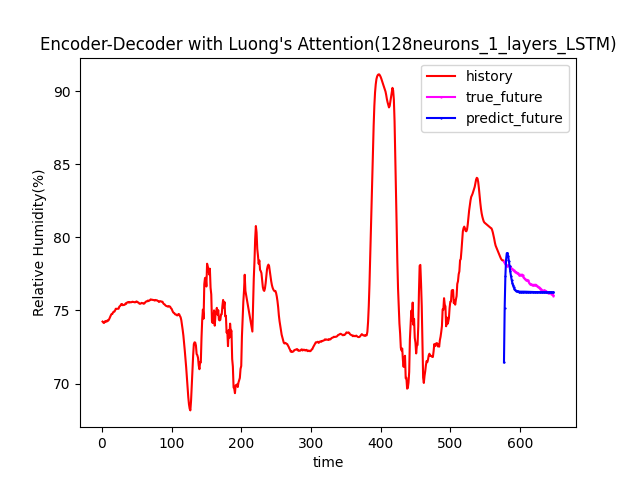 Encoder-Decoder with Luong's Attention(128neurons_1_layers_LSTM)
history
true_future
predict_future
Relative Humidity(%)
90
85
80
75
70
0 100 200 300 400 500 600
time